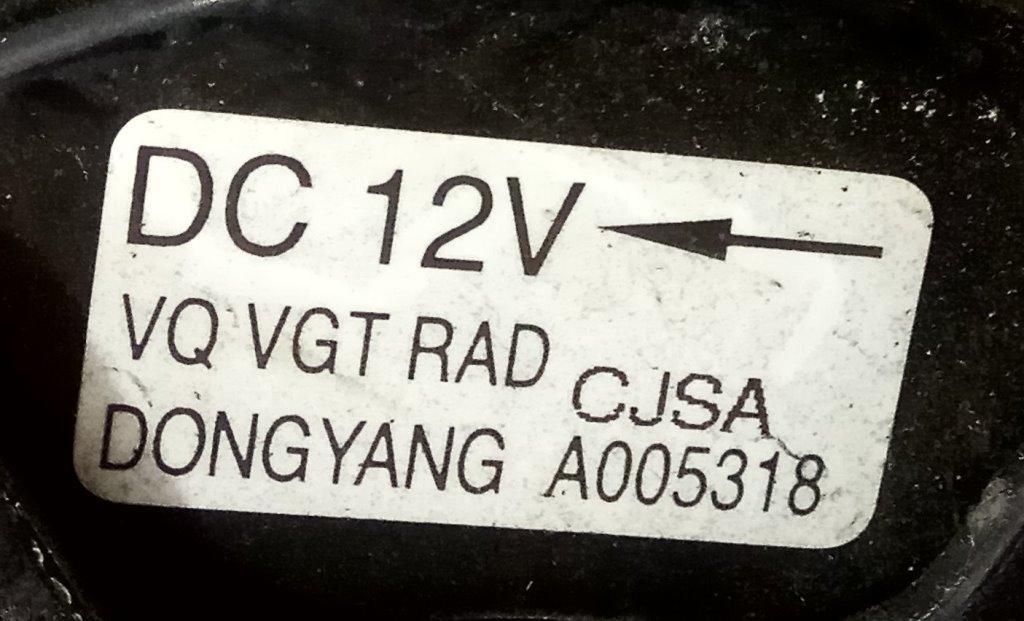 DC 12V
VQ VGT RAD CJSA
DONGYANG A005318